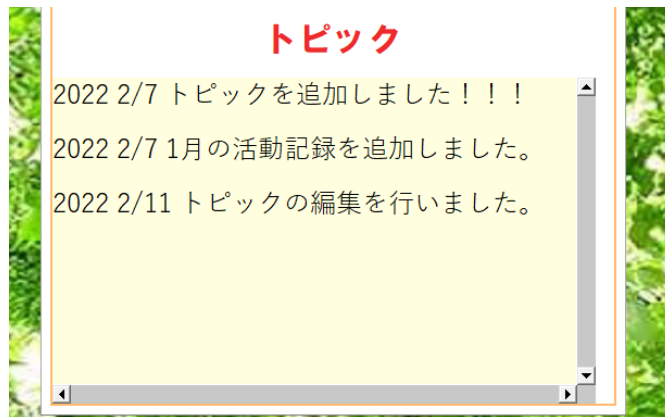 トピック
2022 2/7 トピックを追加しました！！！
2022 2/7 1月の活動記録を追加しました。
2022 2/11 トピックの編集を行いました。